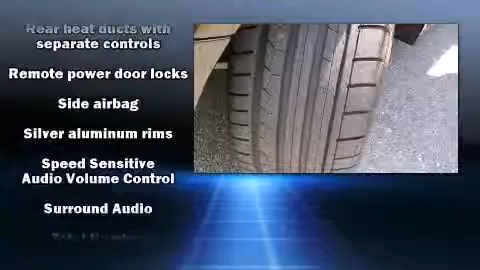 Rear heat ducts with
separate controls
Remote power door locks
Side airbag
Silver aluminum rims
Speed Sensitive
Audio Volume Control
Surround Audio